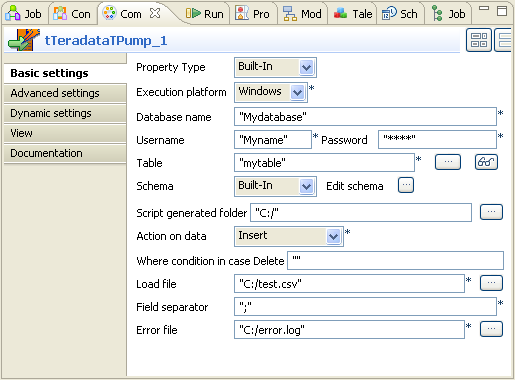 Job Con Com Run Pro Mod Tale Sch Job
tTeradataTPump_1
Basic settings
Advanced settings
Dynamic settings
View
Documentation
Property Type Built-In
Execution platform Windows *
Database name "Mydatabase" *
Username "Myname" * Password "****" *
Table "mytable" * ...
Schema Built-In Edit schema ...
Script generated folder "C:/" ...
Action on data Insert *
Where condition in case Delete ""
Load file "C:/test.csv" * ...
Field separator ";" *
Error file "C:/error.log" * ...